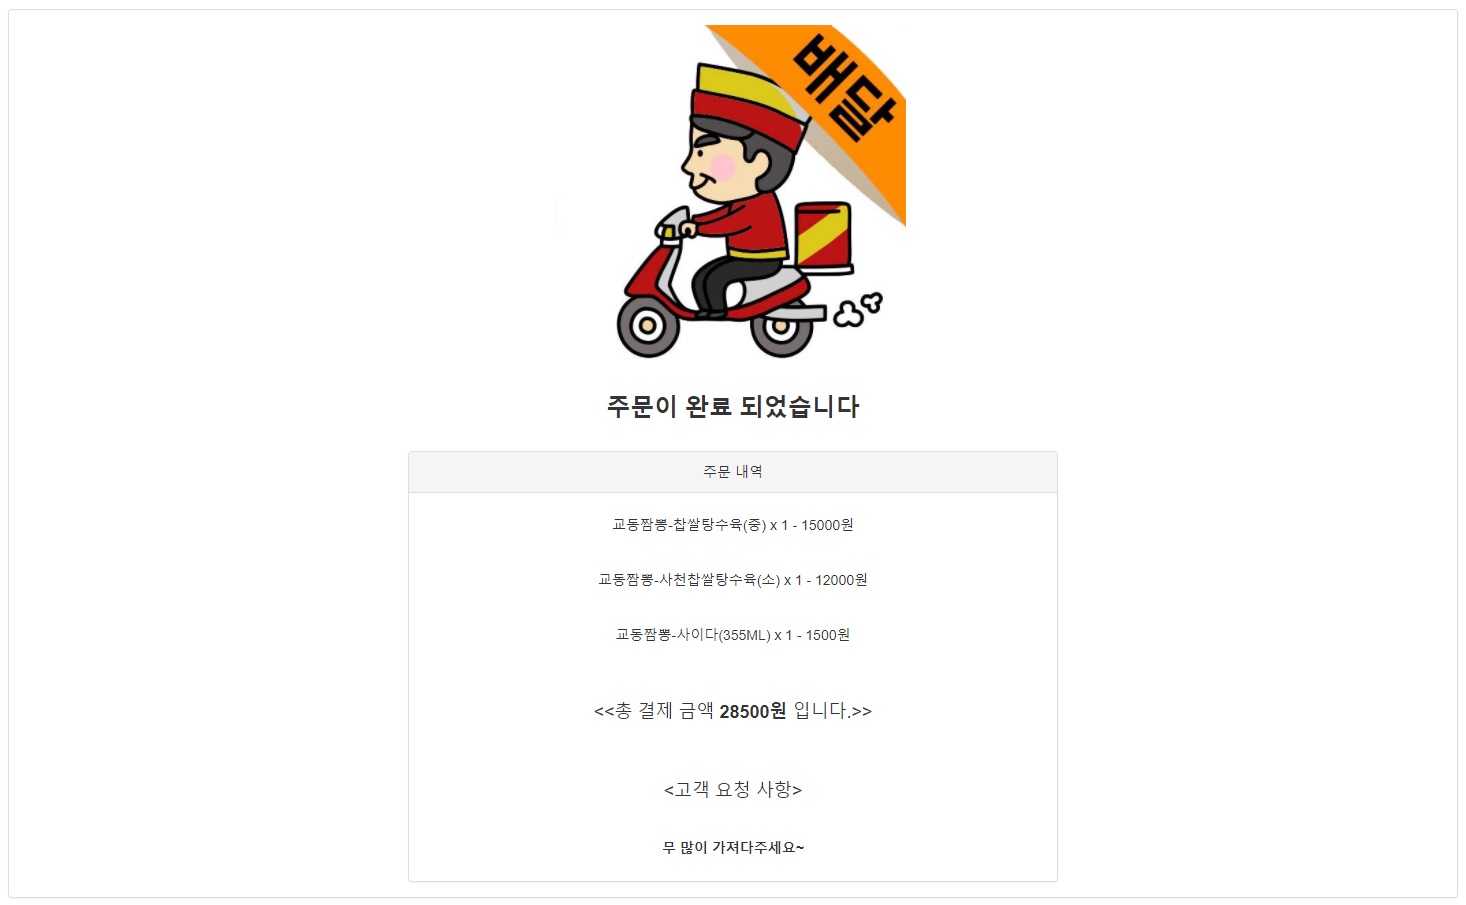 배달
주문이 완료 되었습니다
주문 내역
교동짬뽕-찹쌀탕수육(중) x 1 - 15000원
교동짬뽕-사천찹쌀탕수육(소) x 1 - 12000원
교동짬뽕-사이다(355ML) x 1 - 1500원
<<총 결제 금액 28500원 입니다.>>
<고객 요청 사항>
무 많이 가져다주세요~